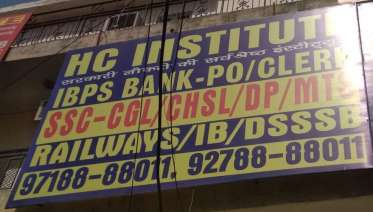 HC INSTITUTE
सरकारी नौकरी की सर्वश्रेष्ठ इंस्टीट्यूट
IBPS BANK-PO/CLERK
SSC-CGL/CHSL/DP/MTS
RAILWAYS/IB/DSSSB
97188-88011, 92788-88011